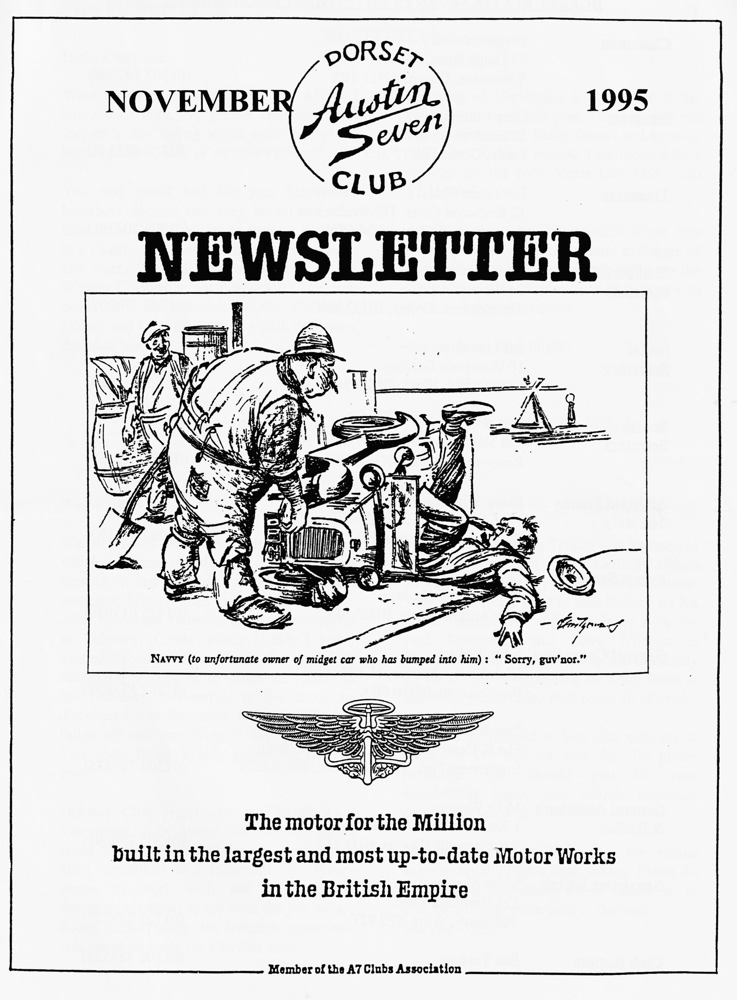 DORSET
NOVEMBER Austin 1995
Seven
CLUB
NEWSLETTER
NAVVY (to unfortunate owner of midget car who has bumped into him) : “ Sorry, guv’nor.”
The motor for the Million
built in the largest and most up-to-date Motor Works
in the British Empire
Member of the A7 Clubs Association